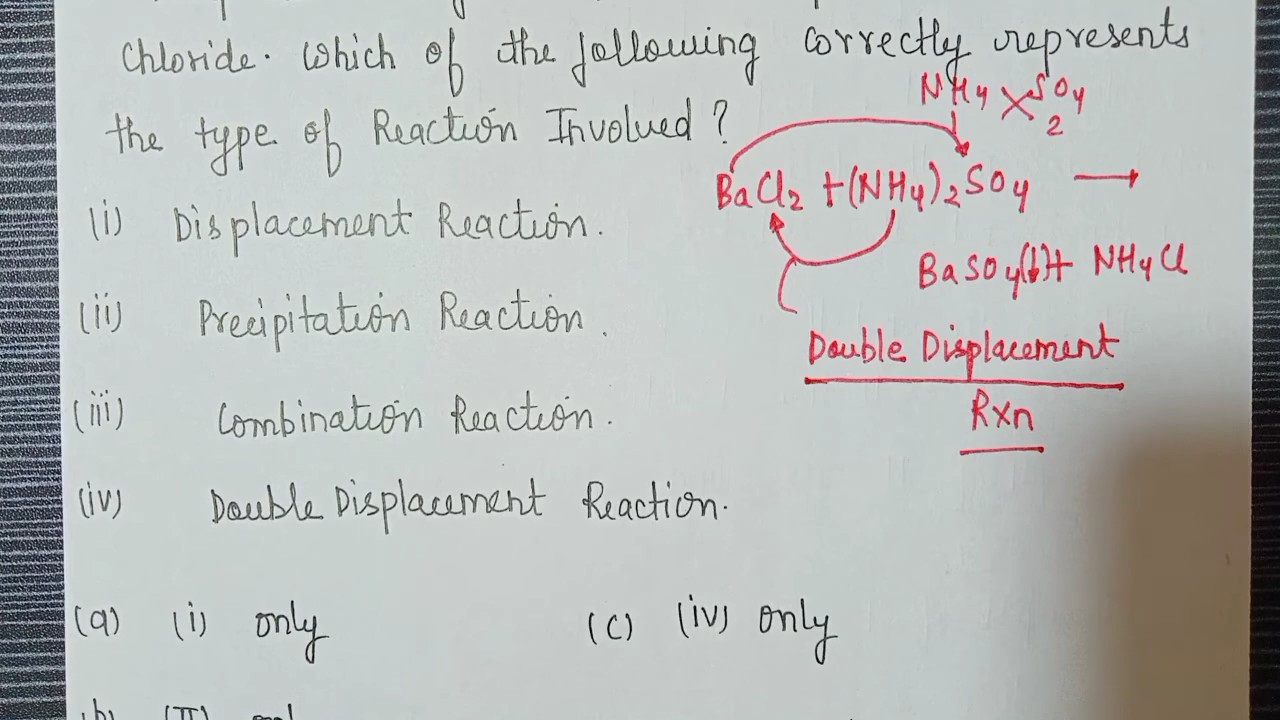 Chloride. Which of the following correctly represents
the type of Reaction Involved?
NH4 SO4
2
BaCl2 + (NH4)2SO4 →
BaSO4(↓)+ NH4Cl
Double Displacement
Rxn
(i) Displacement Reaction.
(ii) Precipitation Reaction.
(iii) Combination Reaction.
(iv) Double Displacement Reaction.
(a) (i) only
(c) (iv) only